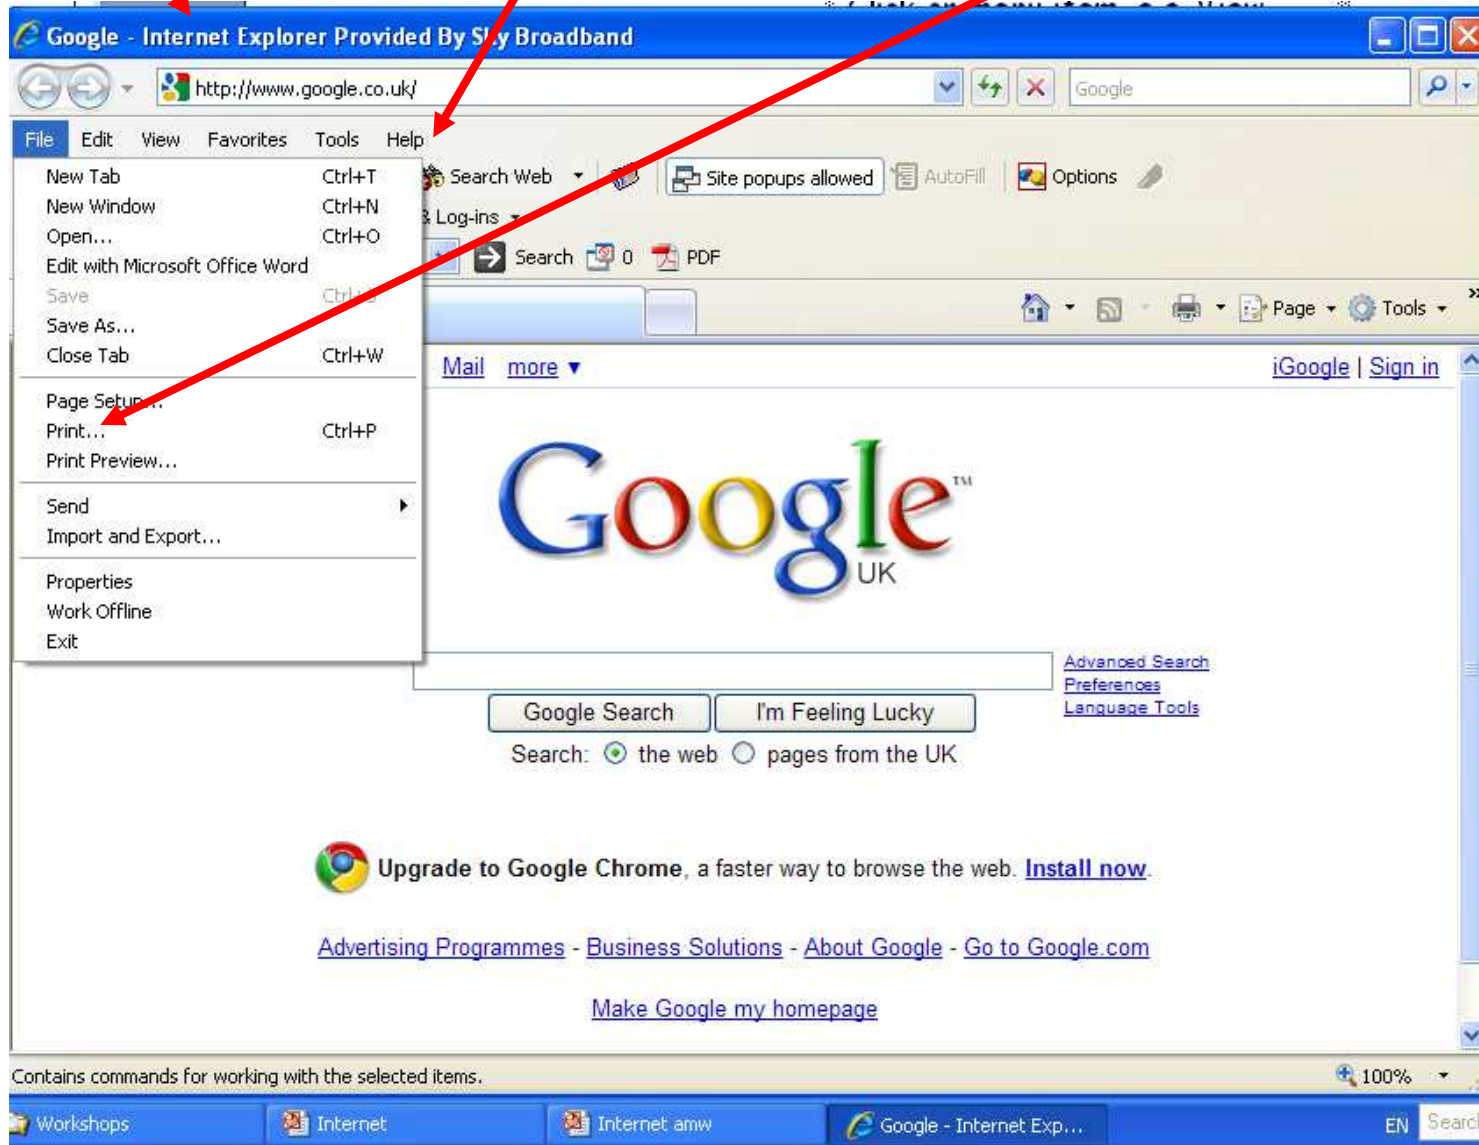 Google - Internet Explorer Provided By Sky Broadband
http://www.google.co.uk/
Google
File Edit View Favorites Tools Help
New Tab Ctrl+T
New Window Ctrl+N
Open... Ctrl+O
Edit with Microsoft Office Word
Save
Save As...
Close Tab Ctrl+W
Page Setup...
Print... Ctrl+P
Print Preview...
Send
Import and Export...
Properties
Work Offline
Exit
Search Web Site popups allowed AutoFill Options
& Log-ins
Search 0 PDF
Page Tools
Mail more iGoogle | Sign in
Google™
UK
Advanced Search
Preferences
Language Tools
Google Search I'm Feeling Lucky
Search: the web pages from the UK
Upgrade to Google Chrome, a faster way to browse the web. Install now.
Advertising Programmes - Business Solutions - About Google - Go to Google.com
Make Google my homepage
Contains commands for working with the selected items.
100%
Workshops Internet Internet amw Google - Internet Exp... EN